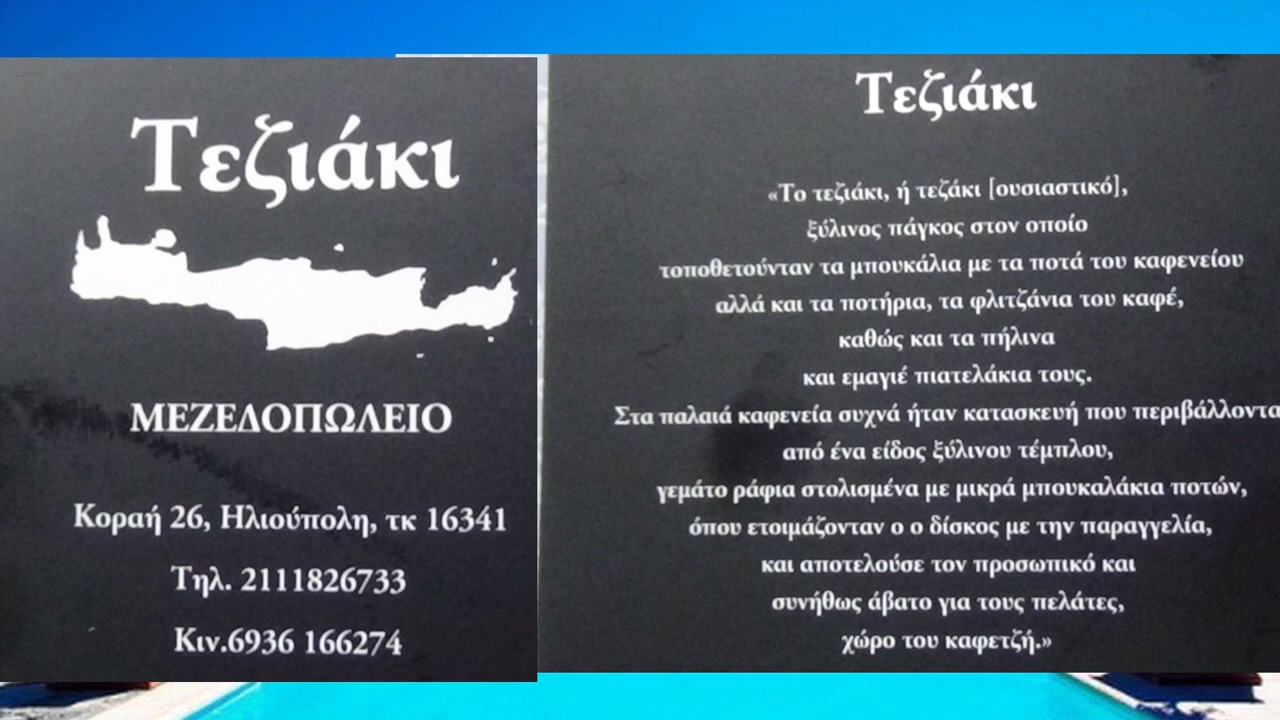 Τεζιάκι
ΜΕΖΕΔΟΠΩΛΕΙΟ
Κοραή 26, Ηλιούπολη, τκ 16341
Τηλ. 2111826733
Κιν.6936 166274
Τεζιάκι
«Το τεζιάκι, ή τεζάκι [ουσιαστικό],
ξύλινος πάγκος στον οποίο
τοποθετούνταν τα μπουκάλια με τα ποτά του καφενείου
αλλά και τα ποτήρια, τα φλιτζάνια του καφέ,
καθώς και τα πήλινα
και εμαγιέ πιατελάκια τους.
Στα παλαιά καφενεία συχνά ήταν κατασκευή που περιβάλλοντα
από ένα είδος ξύλινου τέμπλου,
γεμάτο ράφια στολισμένα με μικρά μπουκαλάκια ποτών,
όπου ετοιμάζονταν ο ο δίσκος με την παραγγελία,
και αποτελούσε τον προσωπικό και
συνήθως άβατο για τους πελάτες,
χώρο του καφετζή.»